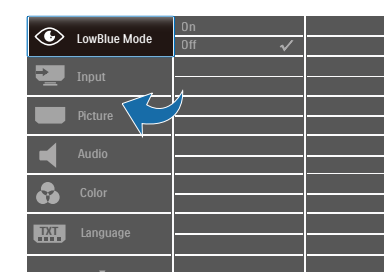 LowBlue Mode
On
Off
Input
Picture
Audio
Color
TXT
Language